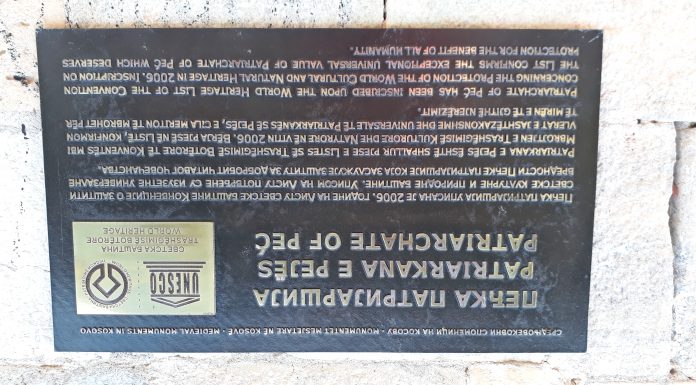 СРЕДЊОВЕКОВНИ СПОМЕНИЦИ НА КОСОВУ - MONUMENTET MESJETARE NË KOSOVË - MEDIEVAL MONUMENTS IN KOSOVO
ПЕЋКА ПАТРИЈАРШИЈА
PATRIARKANA E PEJËS
PATRIARCHATE OF PEĆ
UNESCO
СВЕТСКА БАШТИНА
TRASHËGIMISË BOTËRORE
WORLD HERITAGE
ПЕЋКА ПАТРИЈАРШИЈА УПИСАНА ЈЕ 2006. ГОДИНЕ НА ЛИСТУ СВЕТСКЕ БАШТИНЕ КОНВЕНЦИЈЕ О ЗАШТИТИ
СВЕТСКЕ КУЛТУРНЕ И ПРИРОДНЕ БАШТИНЕ. УПИСОМ НА ЛИСТУ ПОТВРЂЕНУ СУ ИЗУЗЕТНЕ УНИВЕРЗАЛНЕ
ВРЕДНОСТИ ПЕЋКЕ ПАТРИЈАРШИЈЕ КОЈА ЗАСЛУЖУЈЕ ЗАШТИТУ ЗА ДОБРОБИТ ЧИТАВОГ ЧОВЕЧАНСТВА.
PATRIARKANA E PEJËS ËSHTË SHPALLUR PJESË E LISTËS SË TRASHËGIMISË BOTËRORE TË KONVENTËS MBI
MBROJTJEN E TRASHËGIMISË KULTURORE DHE NATRORE NË VITIN 2006. BËRJA PJESË NË LISTË, KONFIRMON
VLERAT E JASHTËZAKONSHME DHE UNIVERSALE TË PATRIARKANËS SË PEJËS, E CILA MERITON TË MBROHET PËR
TË MIRËN E TË GJITHË NJERËZIMIT.
PATRIARCHATE OF PEĆ HAS BEEN INSCRIBED UPON THE WORLD HERITAGE LIST OF THE CONVENTION
CONCERNING THE PROTECTION OF THE WORLD CULTURAL AND NATURAL HERITAGE IN 2006. INSCRIPTION ON
THE LIST CONFIRMS THE EXCEPTIONAL UNIVERSAL VALUE OF PATRIARCHATE OF PEĆ WHICH DESERVES
PROTECTION FOR THE BENEFIT OF ALL HUMANITY.